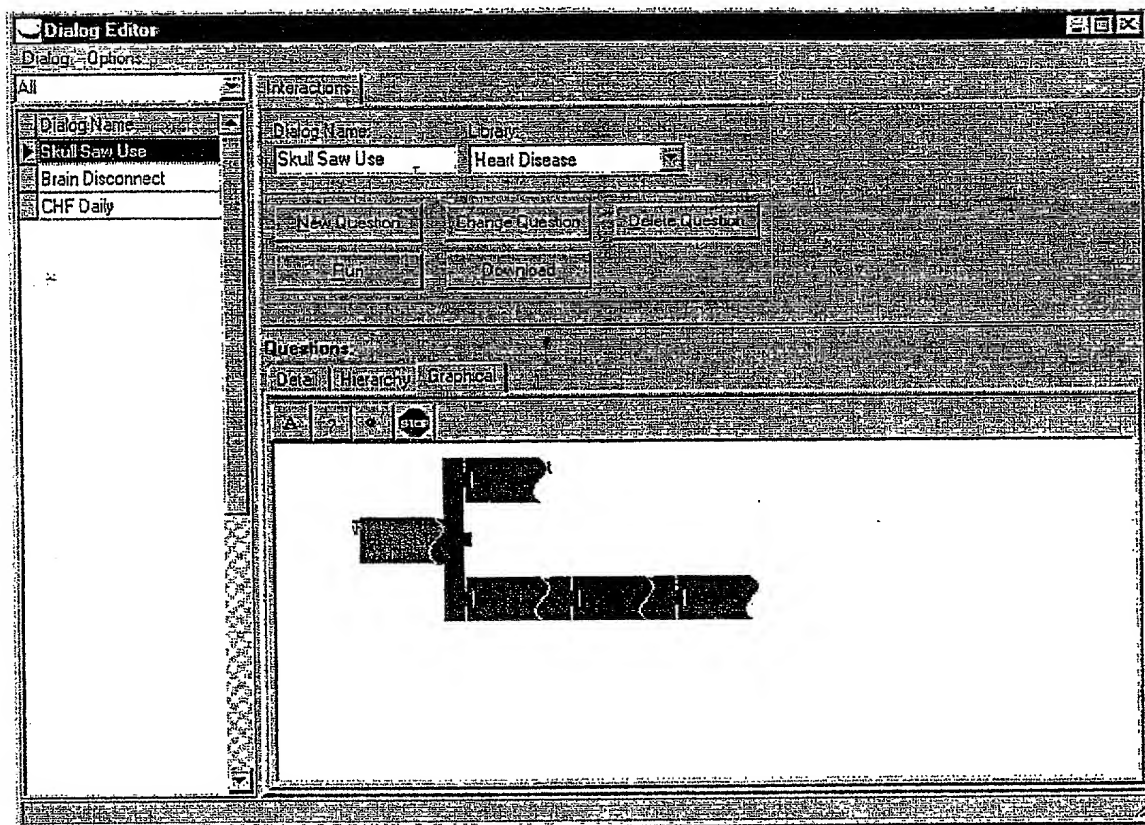 Dialog Editor
Dialog Options
All
Interactions
Dialog Name
Skull Saw Use
Brain Disconnect
CHF Daily
Dialog Name: Library:
Skull Saw Use Heart Disease
New Question Change Question Delete Question
Run Download
Questions:
Detail Hierarchy Graphical
A ? STOP